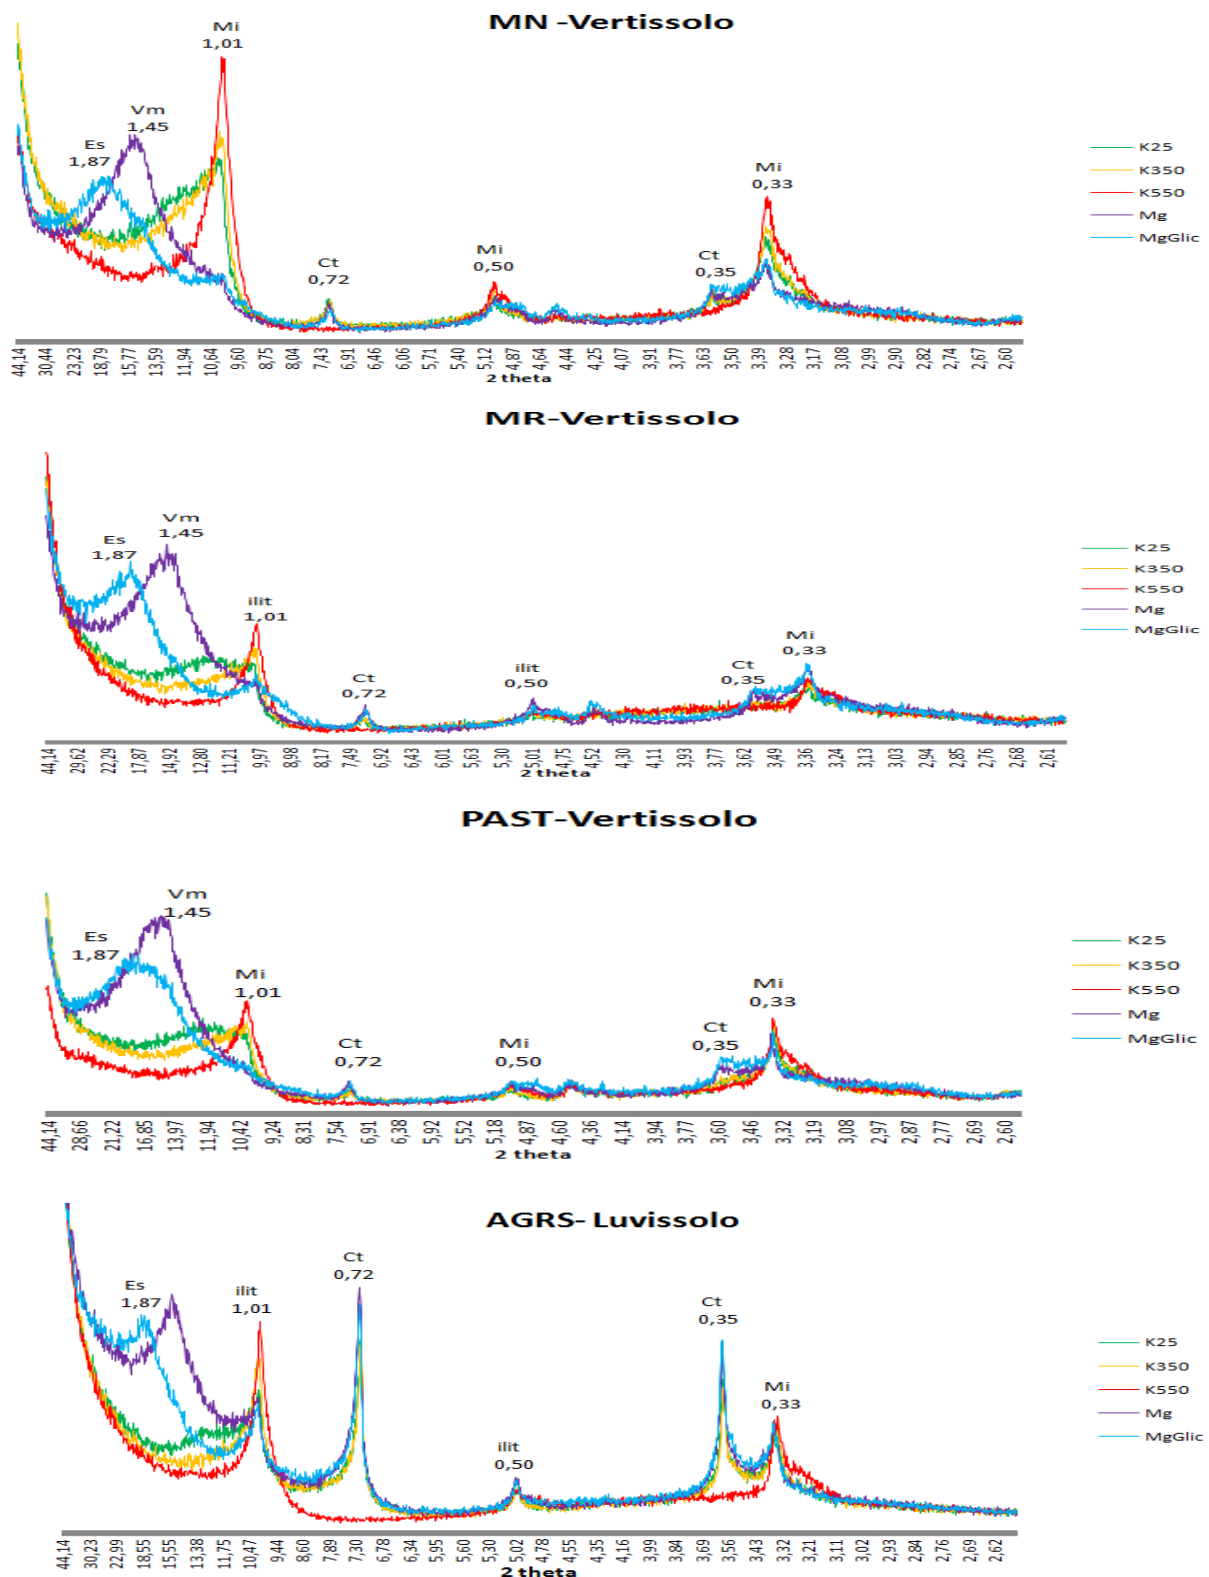 MN -Vertissolo
Mi
1,01
Vm
1,45
Es
1,87
Ct
0,72
Mi
0,50
Ct
0,35
Mi
0,33
K25
K350
K550
Mg
MgGlic
44,14 30,44 23,23 18,79 15,77 13,59 11,94 10,64 9,60 8,75 8,04 7,43 6,91 6,46 6,06 5,71 5,40 5,12 4,87 4,64 4,44 4,25 4,07 3,91 3,77 3,63 3,50 3,39 3,28 3,17 3,08 2,99 2,90 2,82 2,74 2,67 2,60
2 theta
MR-Vertissolo
Es
1,87
Vm
1,45
ilit
1,01
Ct
0,72
ilit
0,50
Ct
0,35
Mi
0,33
K25
K350
K550
Mg
MgGlic
44,14 29,62 22,29 17,87 14,92 12,80 11,21 9,97 8,98 8,17 7,49 6,92 6,43 6,01 5,63 5,30 5,01 4,75 4,52 4,30 4,11 3,93 3,77 3,62 3,49 3,36 3,24 3,13 3,03 2,94 2,85 2,76 2,68 2,61
2 theta
PAST-Vertissolo
Vm
1,45
Es
1,87
Mi
1,01
Ct
0,72
Mi
0,50
Ct
0,35
Mi
0,33
K25
K350
K550
Mg
MgGlic
44,14 28,66 21,22 16,85 13,97 11,94 10,42 9,24 8,31 7,54 6,91 6,38 5,92 5,52 5,18 4,87 4,60 4,36 4,14 3,94 3,77 3,60 3,46 3,32 3,19 3,08 2,97 2,87 2,77 2,69 2,60
2 theta
AGRS- Luvissolo
Es
1,87
ilit
1,01
Ct
0,72
ilit
0,50
Ct
0,35
Mi
0,33
K25
K350
K550
Mg
MgGlic
44,14 30,23 22,99 18,55 15,55 13,38 11,75 10,47 9,44 8,60 7,89 7,30 6,78 6,34 5,95 5,60 5,30 5,02 4,78 4,55 4,35 4,16 3,99 3,84 3,69 3,56 3,43 3,32 3,21 3,11 3,02 2,93 2,84 2,76 2,69 2,62
2 theta